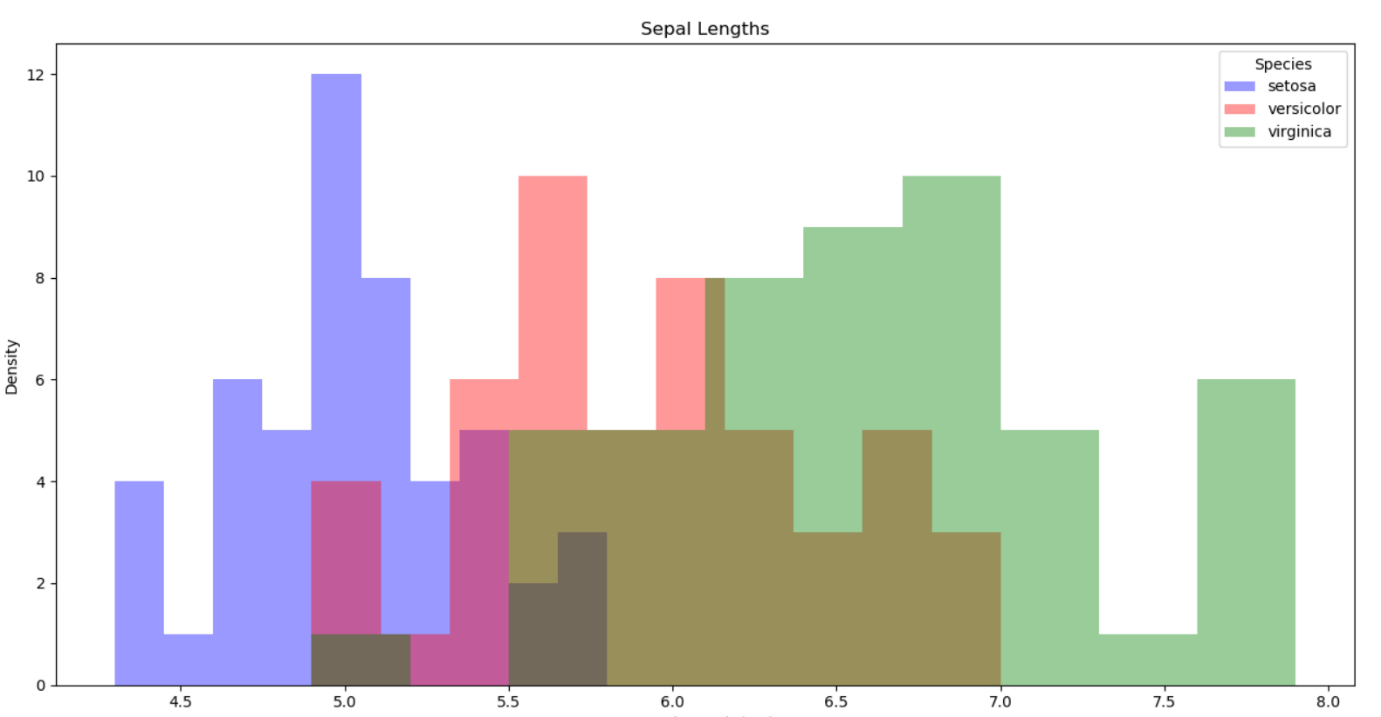 Sepal Lengths
Species
setosa
versicolor
virginica
Density
12
10
8
6
4
2
0
4.5 5.0 5.5 6.0 6.5 7.0 7.5 8.0